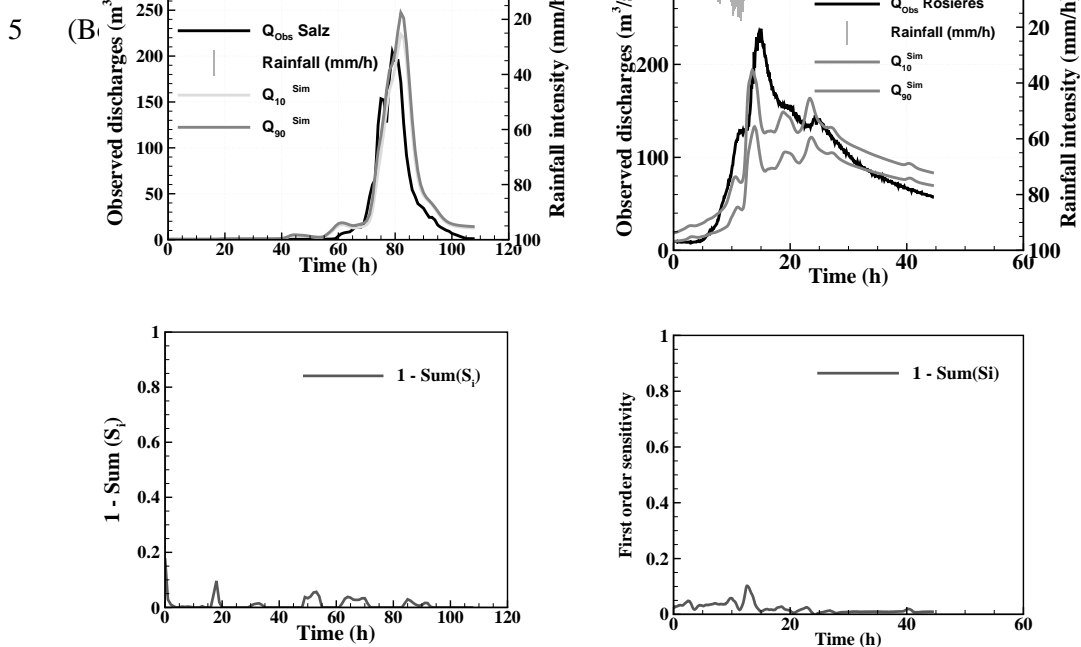 5
250
200
150
100
50
0
Observed discharges (m³
Q_Obs Salz
Rainfall (mm/h)
Q_10 ^Sim
Q_90 ^Sim
20
40
60
80
100
Rainfall intensity (mm/h
0 20 40 60 80 100 120
Time (h)
200
100
0
Observed discharges (m³/
Q_Obs Rosieres
Rainfall (mm/h)
Q_10 ^Sim
Q_90 ^Sim
20
40
60
80
100
Rainfall intensity (mm/h
0 20 40 60
Time (h)
1
0.8
0.6
0.4
0.2
0
1 - Sum (S_i)
1 - Sum(S_i)
0 20 40 60 80 100 120
Time (h)
1
0.8
0.6
0.4
0.2
0
First order sensitivity
1 - Sum(Si)
0 20 40 60
Time (h)